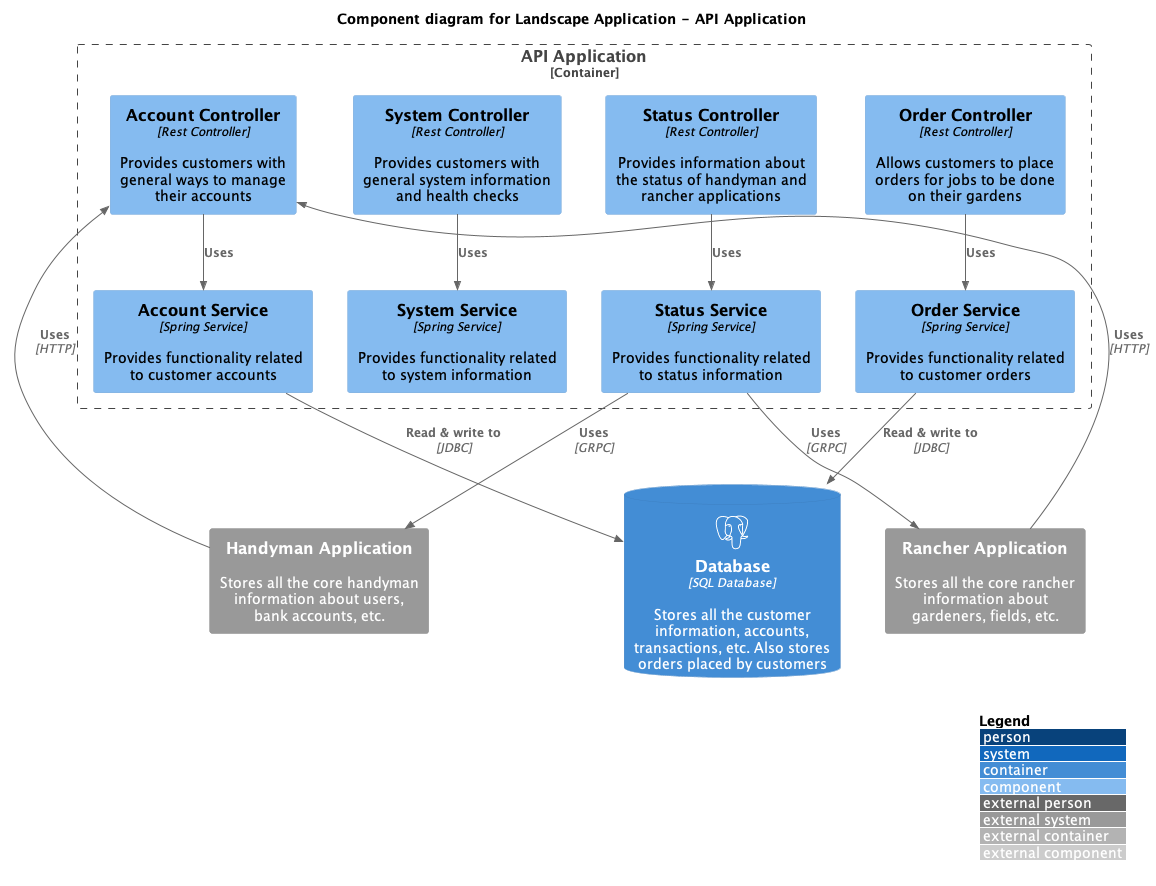 Component diagram for Landscape Application - API Application
API Application
[Container]
Account Controller
[Rest Controller]
Provides customers with
general ways to manage
their accounts
System Controller
[Rest Controller]
Provides customers with
general system information
and health checks
Status Controller
[Rest Controller]
Provides information about
the status of handyman and
rancher applications
Order Controller
[Rest Controller]
Allows customers to place
orders for jobs to be done
on their gardens
Uses
Uses
Uses
Uses
Account Service
[Spring Service]
Provides functionality related
to customer accounts
System Service
[Spring Service]
Provides functionality related
to system information
Status Service
[Spring Service]
Provides functionality related
to status information
Order Service
[Spring Service]
Provides functionality related
to customer orders
Uses
[HTTP]
Uses
[HTTP]
Read & write to
[JDBC]
Uses
[GRPC]
Uses
[GRPC]
Read & write to
[JDBC]
Handyman Application
Stores all the core handyman
information about users,
bank accounts, etc.
Database
[SQL Database]
Stores all the customer
information, accounts,
transactions, etc. Also stores
orders placed by customers
Rancher Application
Stores all the core rancher
information about
gardeners, fields, etc.
Legend
person
system
container
component
external person
external system
external container
external component